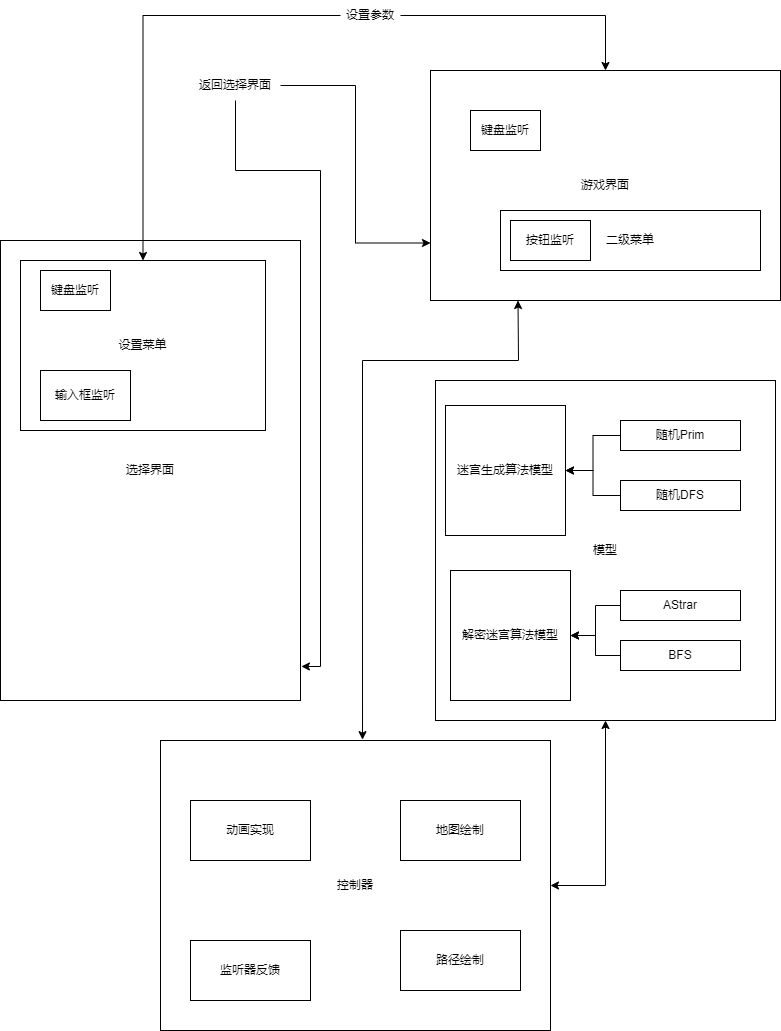 设置参数
返回选择界面
键盘监听
游戏界面
按钮监听
二级菜单
键盘监听
设置菜单
输入框监听
选择界面
迷宫生成算法模型
随机Prim
随机DFS
模型
解密迷宫算法模型
AStrar
BFS
动画实现
地图绘制
控制器
监听器反馈
路径绘制